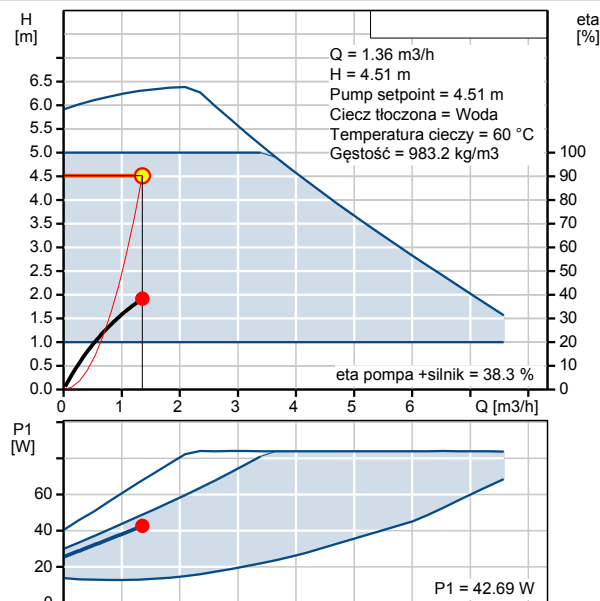 H
[m]
eta
[%]
Q = 1.36 m3/h
H = 4.51 m
Pump setpoint = 4.51 m
Ciecz tłoczona = Woda
Temperatura cieczy = 60 °C
Gęstość = 983.2 kg/m3
6.5
6.0
5.5
5.0
4.5
4.0
3.5
3.0
2.5
2.0
1.5
1.0
0.5
0.0
100
90
80
70
60
50
40
30
20
10
0
eta pompa +silnik = 38.3 %
0 1 2 3 4 5 6 Q [m3/h]
P1
[W]
60
40
20
0
P1 = 42.69 W